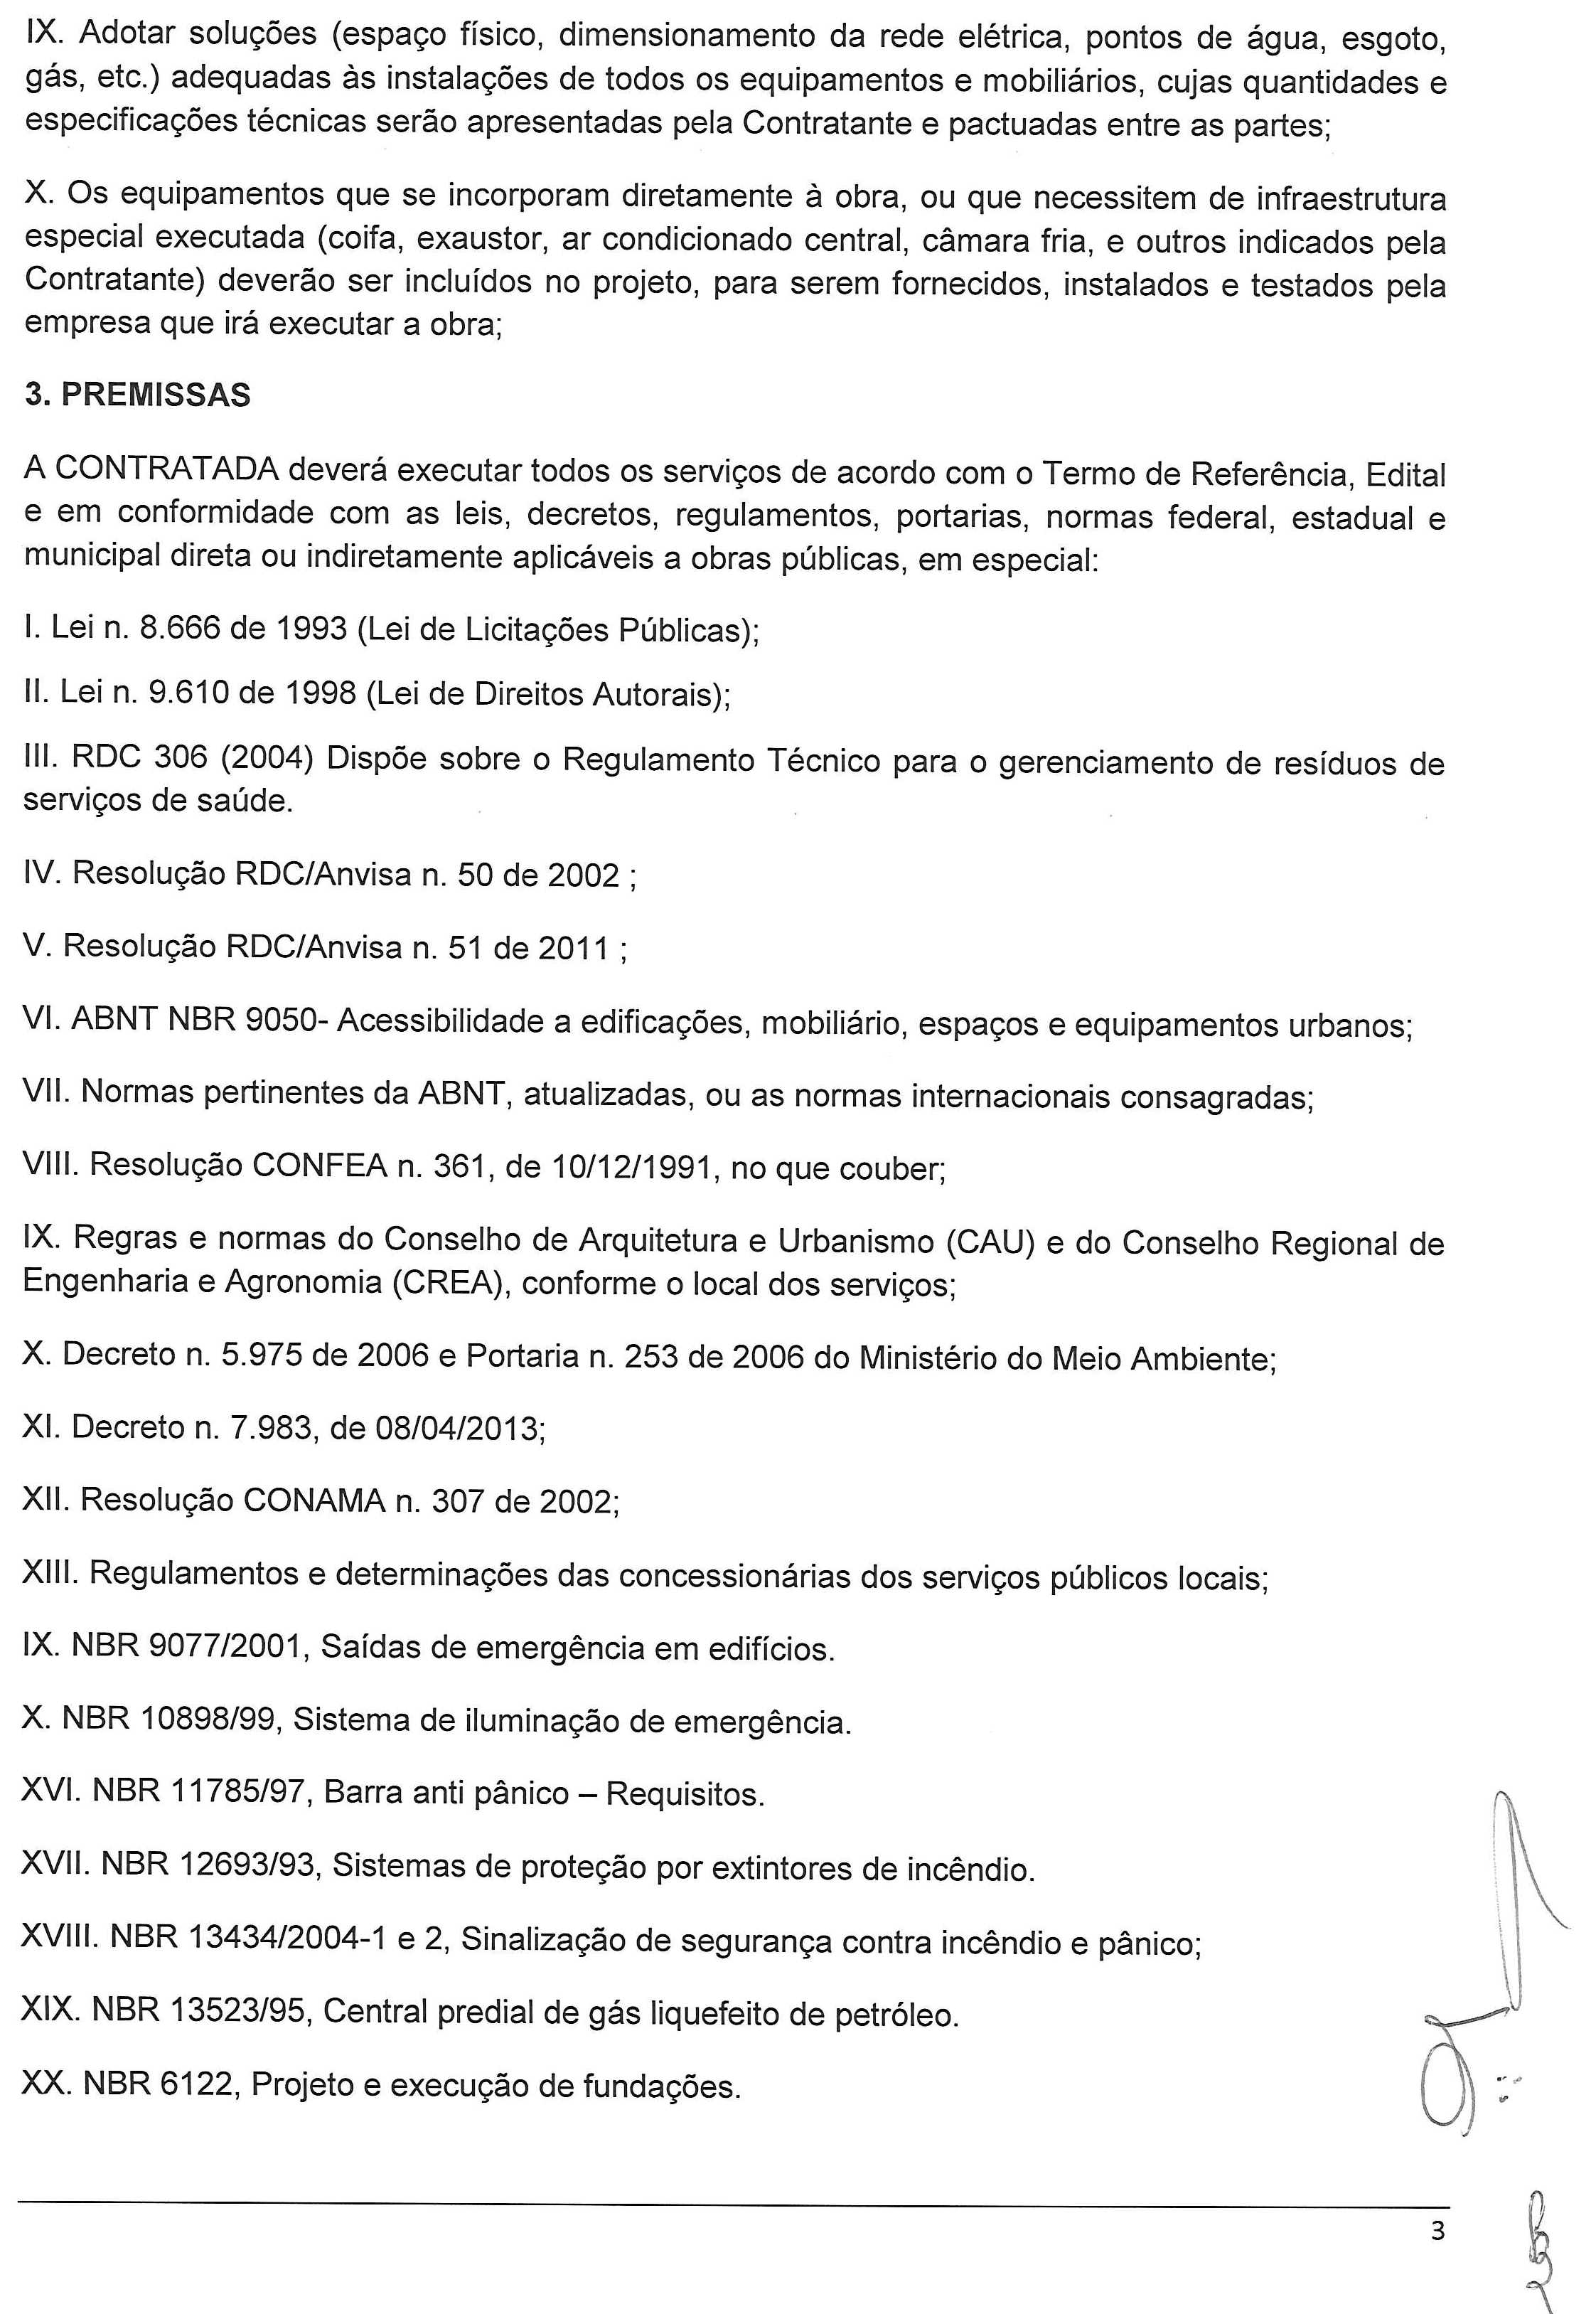 IX. Adotar soluções (espaço físico, dimensionamento da rede elétrica, pontos de água, esgoto,
gás, etc.) adequadas às instalações de todos os equipamentos e mobiliários, cujas quantidades e
especificações técnicas serão apresentadas pela Contratante e pactuadas entre as partes;
X. Os equipamentos que se incorporam diretamente à obra, ou que necessitem de infraestrutura
especial executada (coifa, exaustor, ar condicionado central, câmara fria, e outros indicados pela
Contratante) deverão ser incluídos no projeto, para serem fornecidos, instalados e testados pela
empresa que irá executar a obra;
3. PREMISSAS
A CONTRATADA deverá executar todos os serviços de acordo com o Termo de Referência, Edital
e em conformidade com as leis, decretos, regulamentos, portarias, normas federal, estadual e
municipal direta ou indiretamente aplicáveis a obras públicas, em especial:
I. Lei n. 8.666 de 1993 (Lei de Licitações Públicas);
II. Lei n. 9.610 de 1998 (Lei de Direitos Autorais);
III. RDC 306 (2004) Dispõe sobre o Regulamento Técnico para o gerenciamento de resíduos de
serviços de saúde.
IV. Resolução RDC/Anvisa n. 50 de 2002 ;
V. Resolução RDC/Anvisa n. 51 de 2011 ;
VI. ABNT NBR 9050- Acessibilidade a edificações, mobiliário, espaços e equipamentos urbanos;
VII. Normas pertinentes da ABNT, atualizadas, ou as normas internacionais consagradas;
VIII. Resolução CONFEA n. 361, de 10/12/1991, no que couber;
IX. Regras e normas do Conselho de Arquitetura e Urbanismo (CAU) e do Conselho Regional de
Engenharia e Agronomia (CREA), conforme o local dos serviços;
X. Decreto n. 5.975 de 2006 e Portaria n. 253 de 2006 do Ministério do Meio Ambiente;
XI. Decreto n. 7.983, de 08/04/2013;
XII. Resolução CONAMA n. 307 de 2002;
XIII. Regulamentos e determinações das concessionárias dos serviços públicos locais;
IX. NBR 9077/2001, Saídas de emergência em edifícios.
X. NBR 10898/99, Sistema de iluminação de emergência.
XVI. NBR 11785/97, Barra anti pânico – Requisitos.
XVII. NBR 12693/93, Sistemas de proteção por extintores de incêndio.
XVIII. NBR 13434/2004-1 e 2, Sinalização de segurança contra incêndio e pânico;
XIX. NBR 13523/95, Central predial de gás liquefeito de petróleo.
XX. NBR 6122, Projeto e execução de fundações.
3